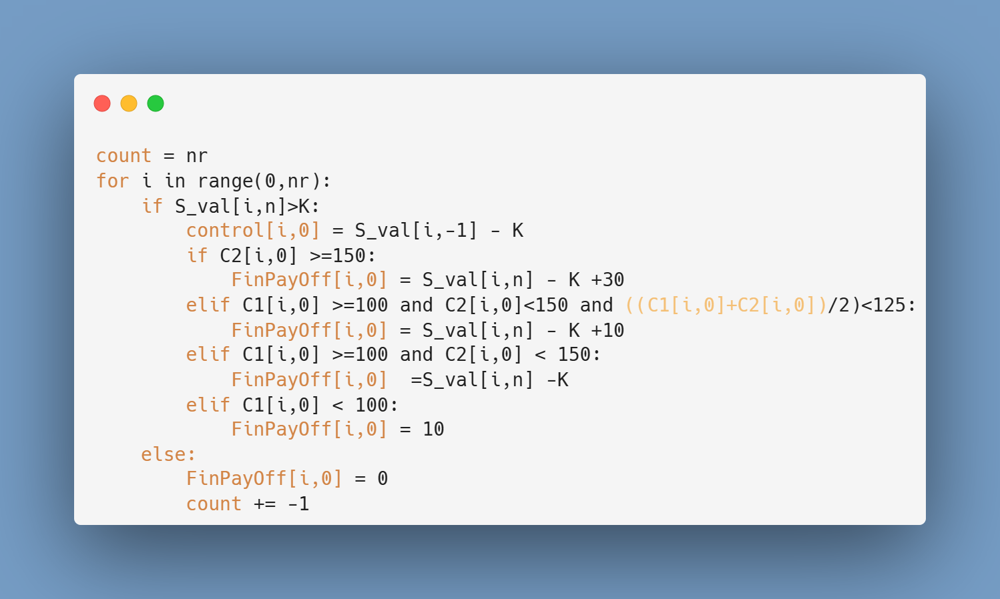 count = nr
for i in range(0,nr):
    if S_val[i,n]>K:
        control[i,0] = S_val[i,-1] - K
        if C2[i,0] >=150:
            FinPayOff[i,0] = S_val[i,n] - K +30
        elif C1[i,0] >=100 and C2[i,0]<150 and ((C1[i,0]+C2[i,0])/2)<125:
            FinPayOff[i,0] = S_val[i,n] - K +10
        elif C1[i,0] >=100 and C2[i,0] < 150:
            FinPayOff[i,0]  =S_val[i,n] -K
        elif C1[i,0] < 100:
            FinPayOff[i,0] = 10
    else:
        FinPayOff[i,0] = 0
        count += -1